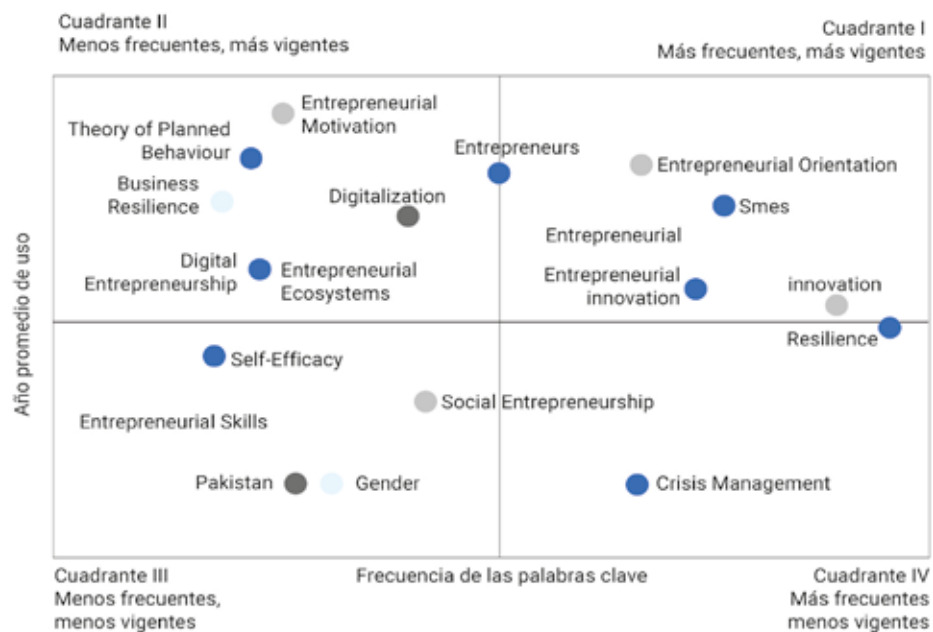 Cuadrante II
Menos frecuentes, más vigentes
Cuadrante I
Más frecuentes, más vigentes
Entrepreneurial
Motivation
Theory of Planned
Behaviour
Entrepreneurs
Entrepreneurial Orientation
Business
Resilience
Digitalization
Smes
Entrepreneurial
Digital
Entrepreneurship
Entrepreneurial
Ecosystems
Entrepreneurial
innovation
innovation
Resilience
Año promedio de uso
Self-Efficacy
Social Entrepreneurship
Entrepreneurial Skills
Pakistan
Gender
Crisis Management
Cuadrante III
Menos frecuentes,
menos vigentes
Frecuencia de las palabras clave
Cuadrante IV
Más frecuentes
menos vigentes